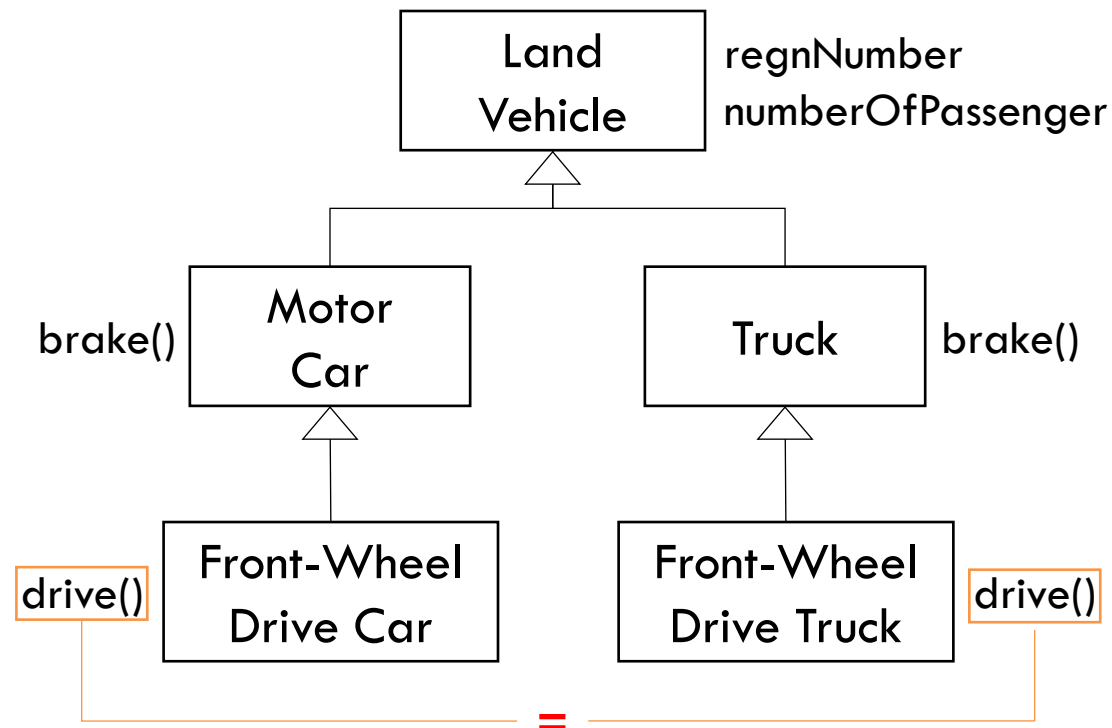 Land
Vehicle
regnNumber
numberOfPassenger
brake()
Motor
Car
Truck
brake()
drive()
Front-Wheel
Drive Car
Front-Wheel
Drive Truck
drive()
=